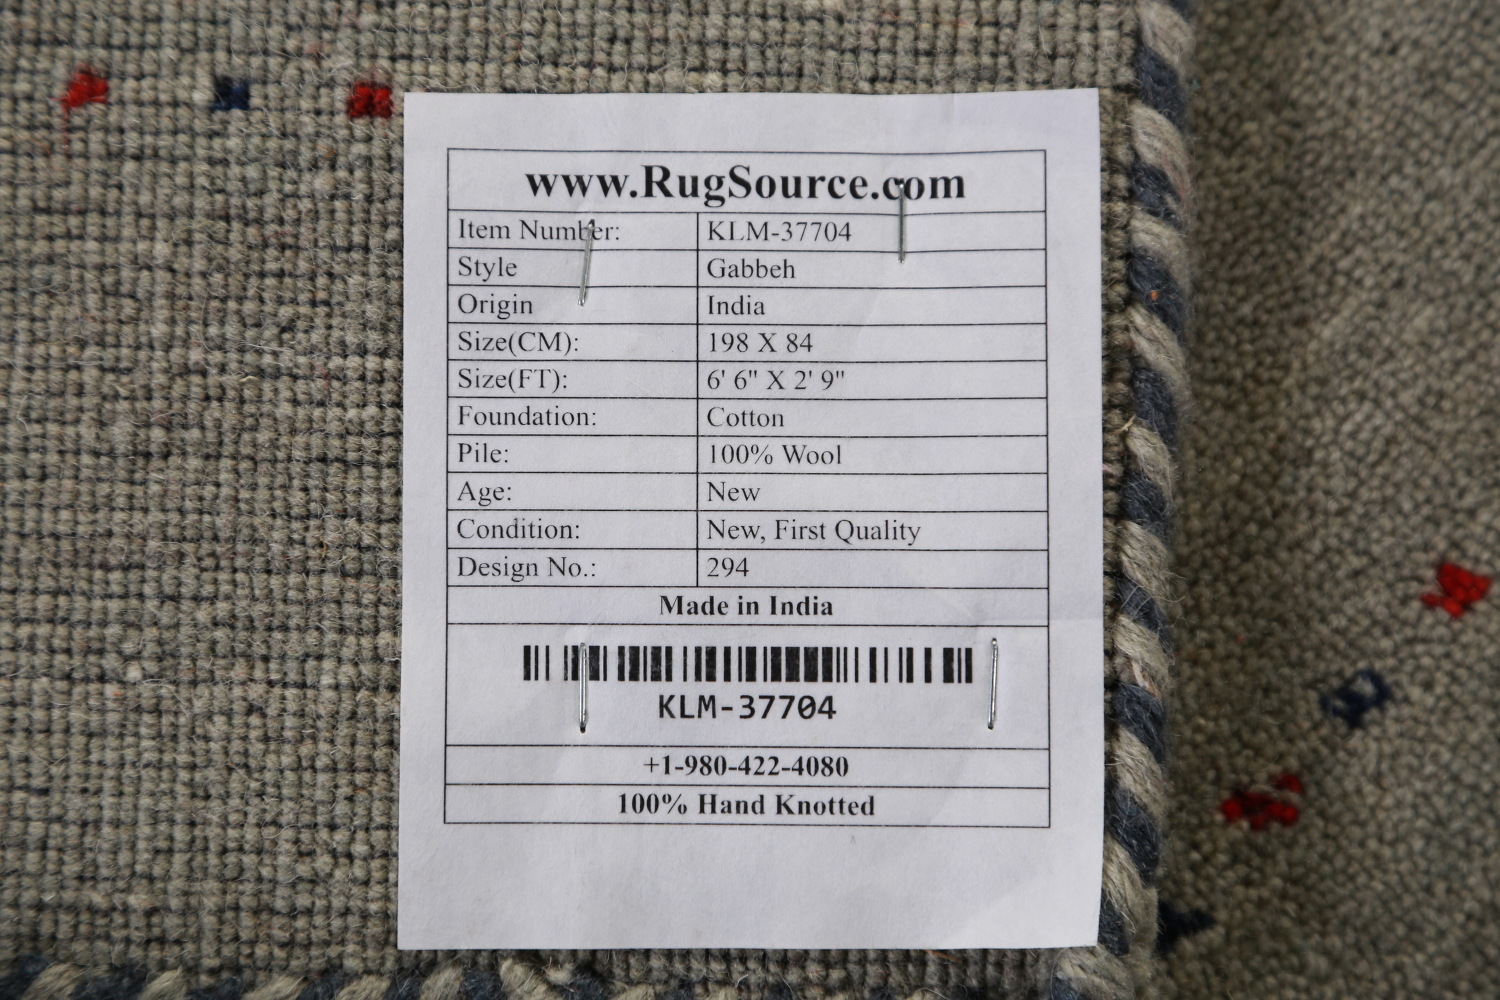 www.RugSource.com
Item Number: KLM-37704
Style Gabbeh
Origin India
Size(CM): 198 X 84
Size(FT): 6' 6" X 2' 9"
Foundation: Cotton
Pile: 100% Wool
Age: New
Condition: New, First Quality
Design No.: 294
Made in India
KLM-37704
+1-980-422-4080
100% Hand Knotted